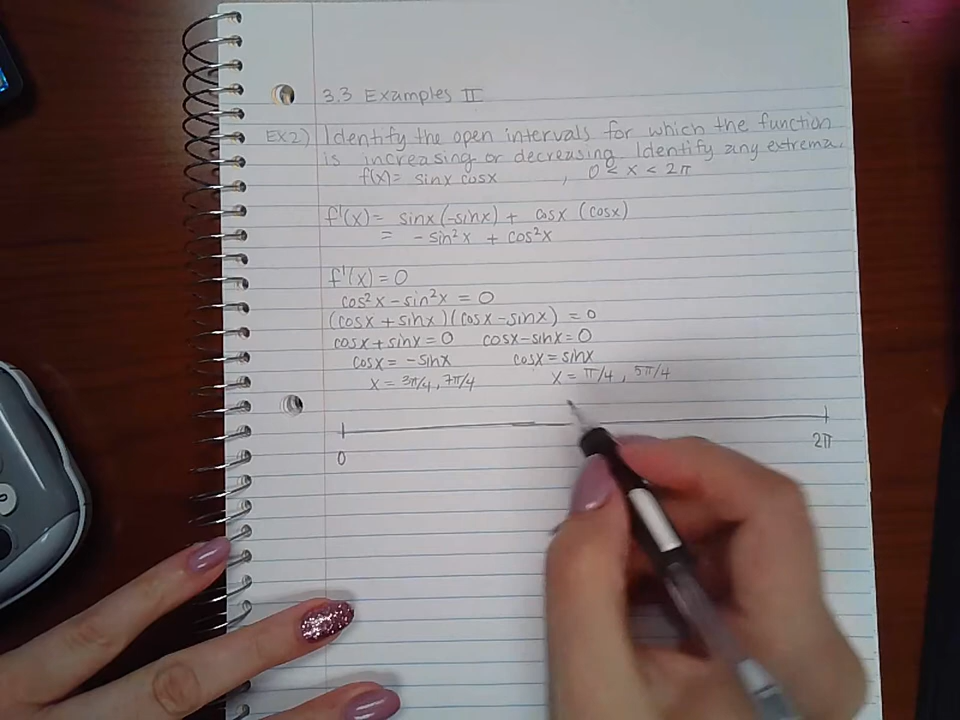 3.3 Examples II
EX2) Identify the open intervals for which the function
is increasing or decreasing. Identify any extrema.
f(x) = sinx cosx , 0 < x < 2π
f'(x) = sinx(-sinx) + cosx (cosx)
= -sin²x + cos²x
f'(x) = 0
cos²x - sin²x = 0
(cosx + sinx)(cosx - sinx) = 0
cosx + sinx = 0 cosx - sinx = 0
cosx = -sinx cosx = sinx
x = 3π/4, 7π/4 x = π/4, 5π/4
0 2π